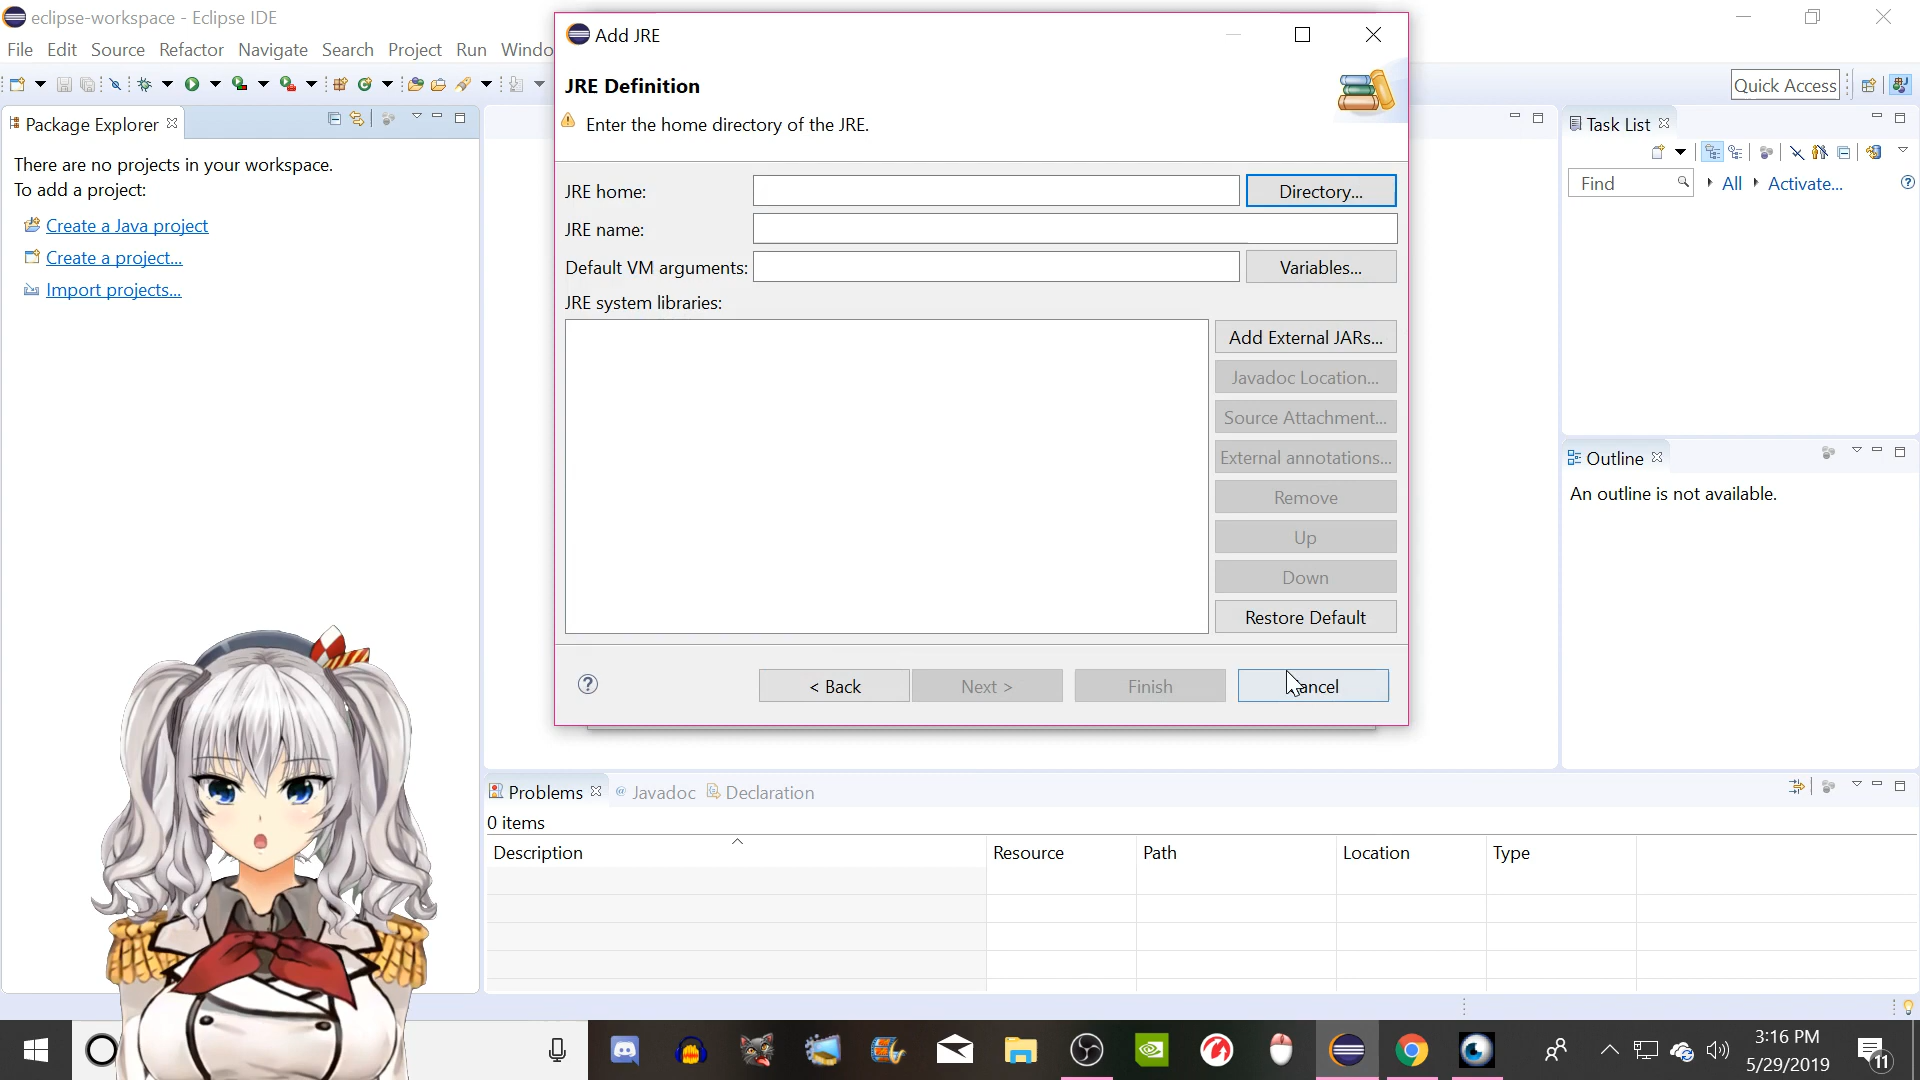 eclipse-workspace - Eclipse IDE
File Edit Source Refactor Navigate Search Project Run Windo
Quick Access
Package Explorer
There are no projects in your workspace.
To add a project:
Create a Java project
Create a project...
Import projects...
Add JRE
JRE Definition
Enter the home directory of the JRE.
JRE home:
Directory...
JRE name:
Default VM arguments:
Variables...
JRE system libraries:
Add External JARs...
Javadoc Location...
Source Attachment...
External annotations...
Remove
Up
Down
Restore Default
< Back
Next >
Finish
ancel
Task List
Find
All
Activate...
Outline
An outline is not available.
Problems
@ Javadoc
Declaration
0 items
Description
Resource
Path
Location
Type
3:16 PM
5/29/2019
11